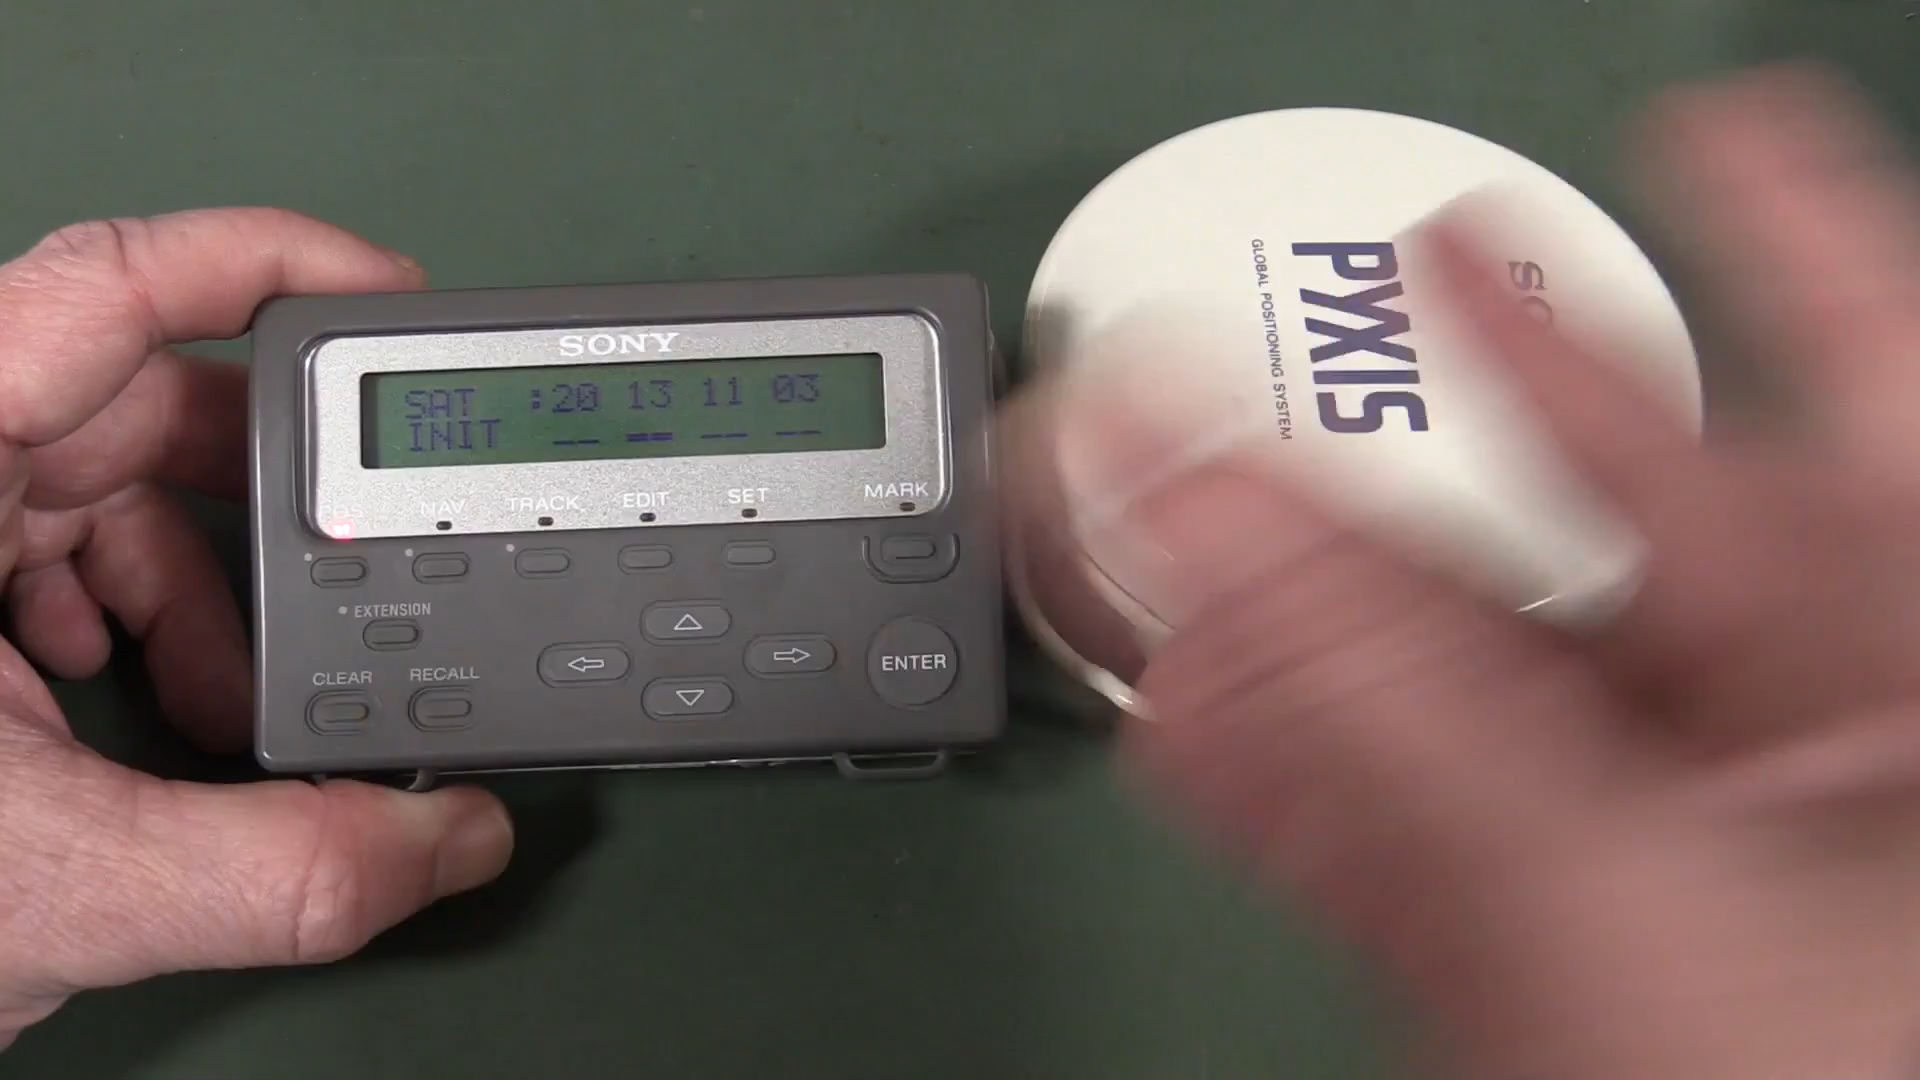 SONY
SAT :20 13 11 03
INIT -- -- -- --
POS NAV TRACK EDIT SET MARK
EXTENSION
CLEAR RECALL
ENTER
PYXIS
GLOBAL POSITIONING SYSTEM